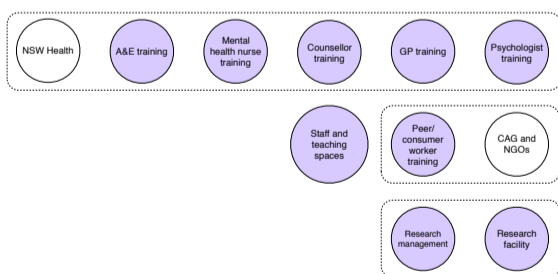 NSW Health
A&E training
Mental
health nurse
training
Counsellor
training
GP training
Psychologist
training
Staff and
teaching
spaces
Peer/
consumer
worker
training
CAG and
NGOs
Research
management
Research
facility